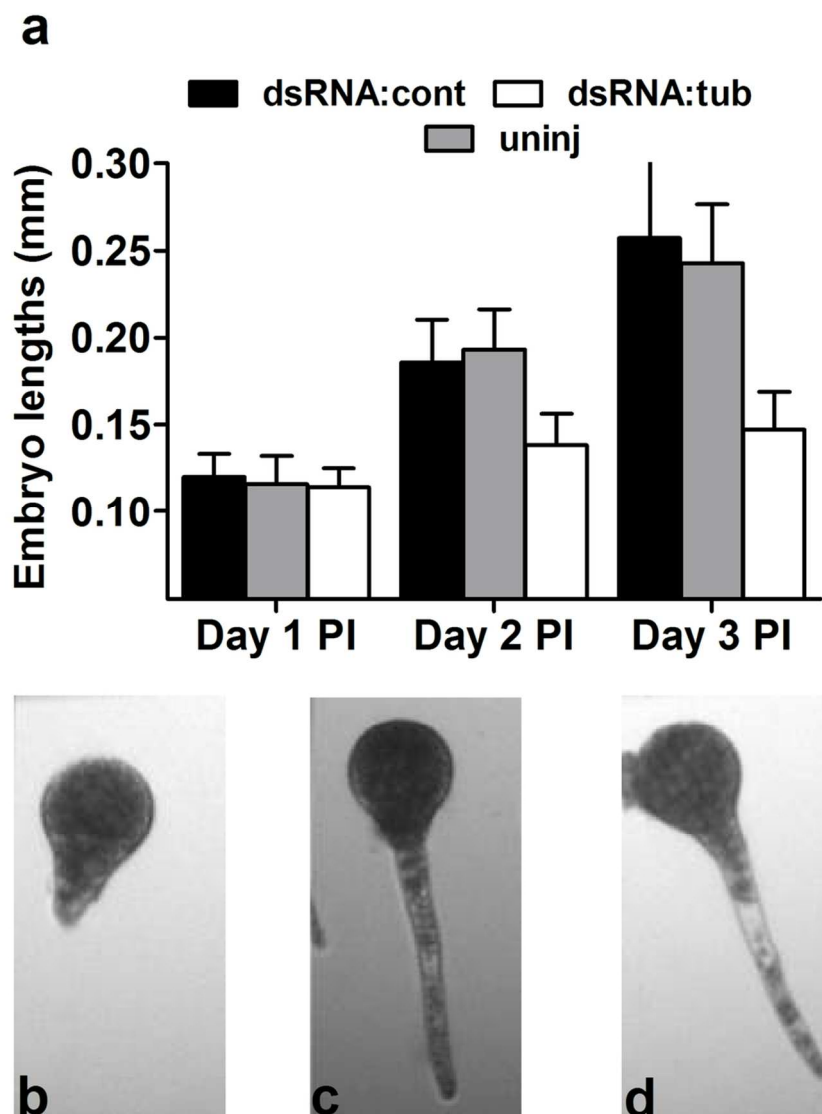 a
dsRNA:cont dsRNA:tub
uninj
Embryo lengths (mm)
0.30
0.25
0.20
0.15
0.10
Day 1 PI Day 2 PI Day 3 PI
b c d